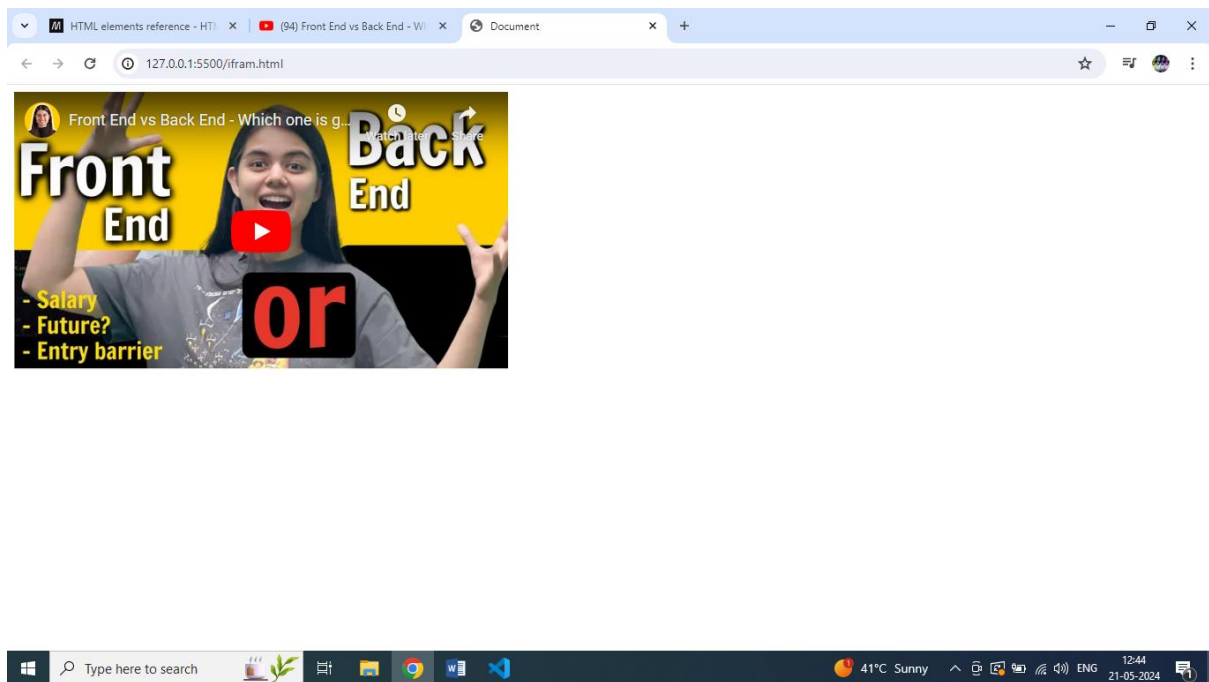 HTML elements reference - HT
(94) Front End vs Back End - W
Document
127.0.0.1:5500/ifram.html
Front End vs Back End - Which one is g...
Watch later
Share
Front
End
Back
End
or
- Salary
- Future?
- Entry barrier
Type here to search
41°C Sunny
ENG
12:44
21-05-2024
1